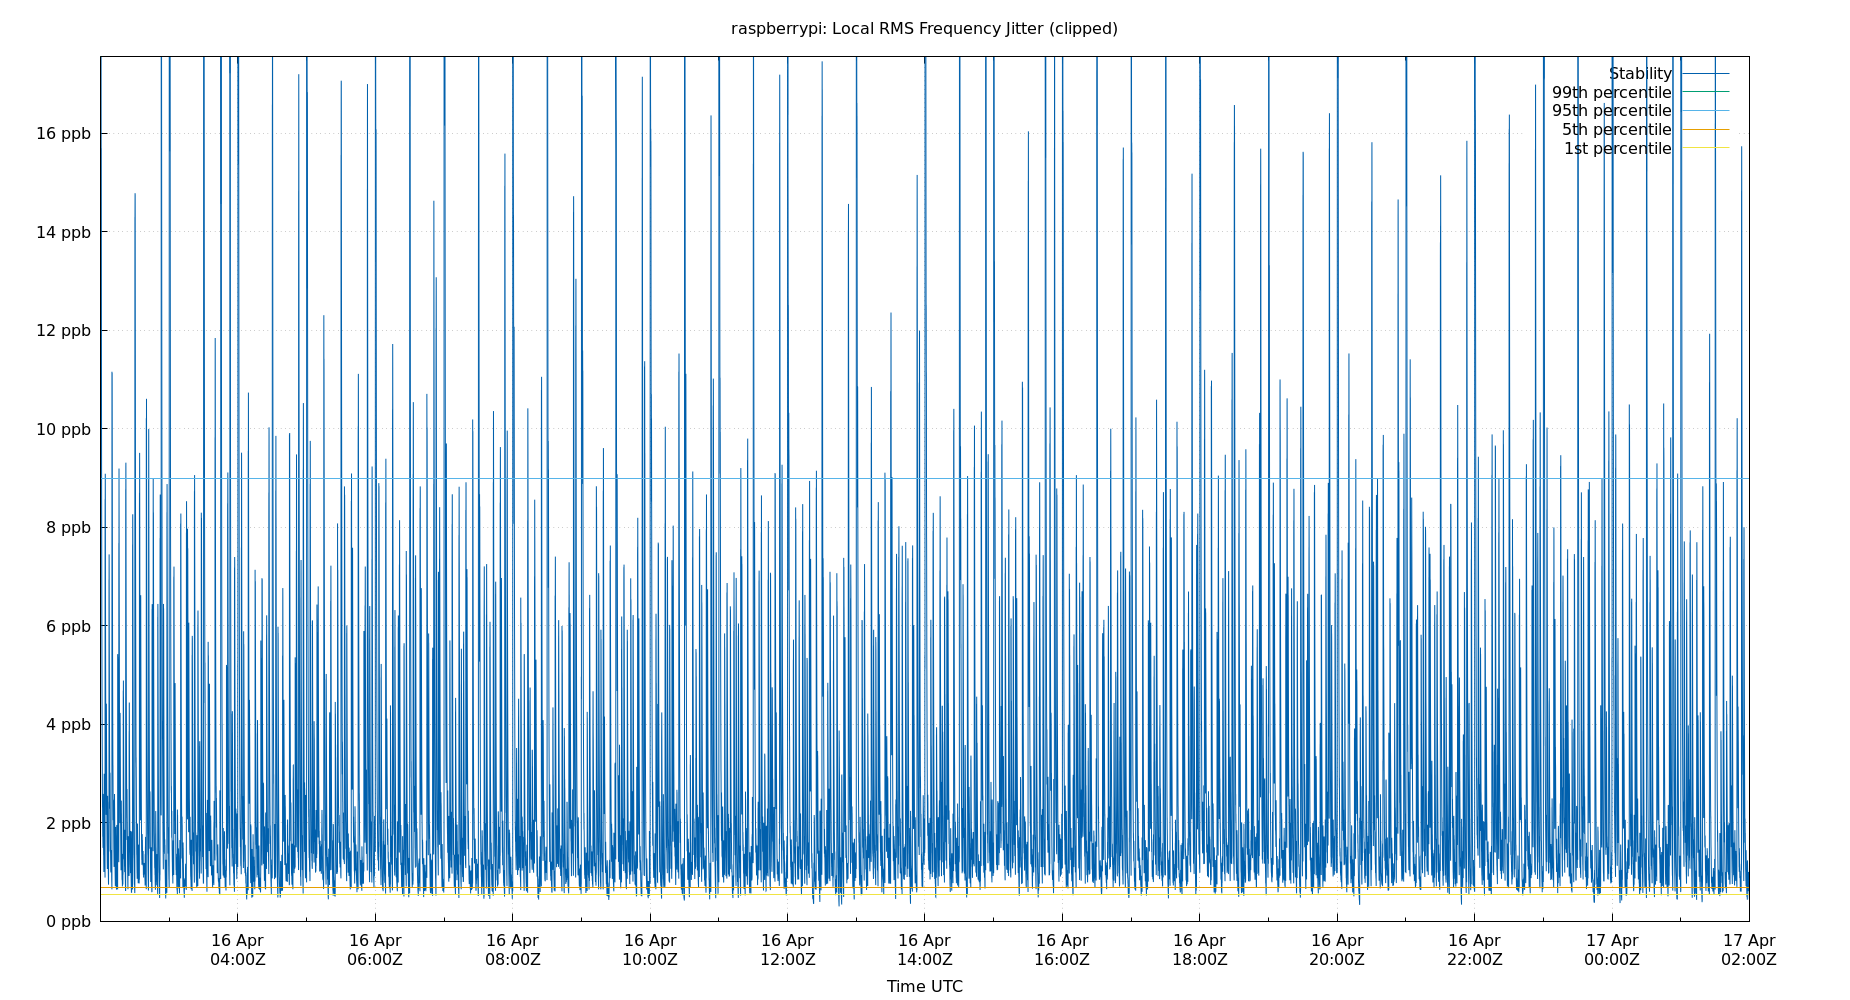 raspberrypi: Local RMS Frequency Jitter (clipped)
Stability
99th percentile
95th percentile
5th percentile
1st percentile
16 ppb
14 ppb
12 ppb
10 ppb
8 ppb
6 ppb
4 ppb
2 ppb
0 ppb
16 Apr 16 Apr 16 Apr 16 Apr 16 Apr 16 Apr 16 Apr 16 Apr 16 Apr 16 Apr 17 Apr 17 Apr
04:00Z 06:00Z 08:00Z 10:00Z 12:00Z 14:00Z 16:00Z 18:00Z 20:00Z 22:00Z 00:00Z 02:00Z
Time UTC